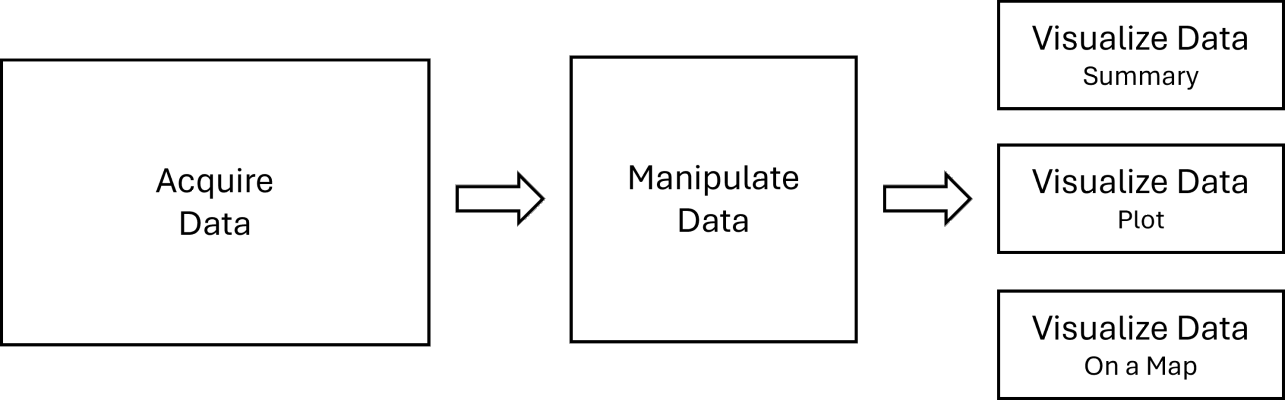 Acquire
Data
Manipulate
Data
Visualize Data
Summary
Visualize Data
Plot
Visualize Data
On a Map